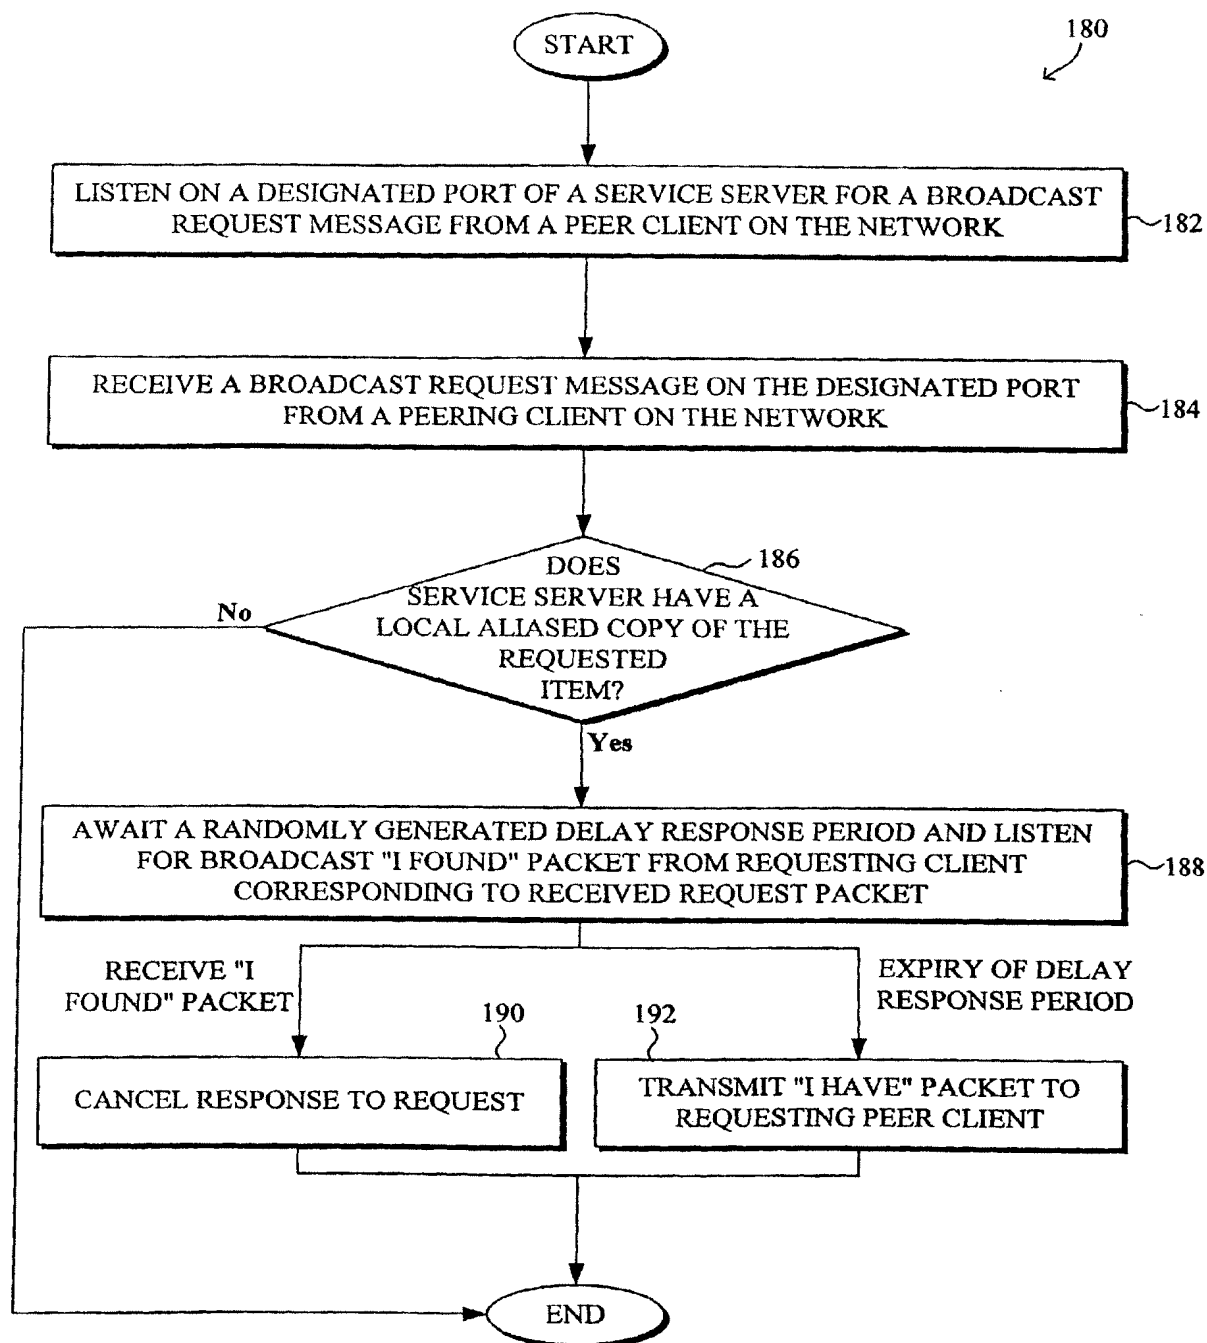 START
180
LISTEN ON A DESIGNATED PORT OF A SERVICE SERVER FOR A BROADCAST
REQUEST MESSAGE FROM A PEER CLIENT ON THE NETWORK
182
RECEIVE A BROADCAST REQUEST MESSAGE ON THE DESIGNATED PORT
FROM A PEERING CLIENT ON THE NETWORK
184
186
DOES
SERVICE SERVER HAVE A
LOCAL ALIASED COPY OF THE
REQUESTED
ITEM?
No
Yes
AWAIT A RANDOMLY GENERATED DELAY RESPONSE PERIOD AND LISTEN
FOR BROADCAST "I FOUND" PACKET FROM REQUESTING CLIENT
CORRESPONDING TO RECEIVED REQUEST PACKET
188
RECEIVE "I
FOUND" PACKET
EXPIRY OF DELAY
RESPONSE PERIOD
190
192
CANCEL RESPONSE TO REQUEST
TRANSMIT "I HAVE" PACKET TO
REQUESTING PEER CLIENT
END